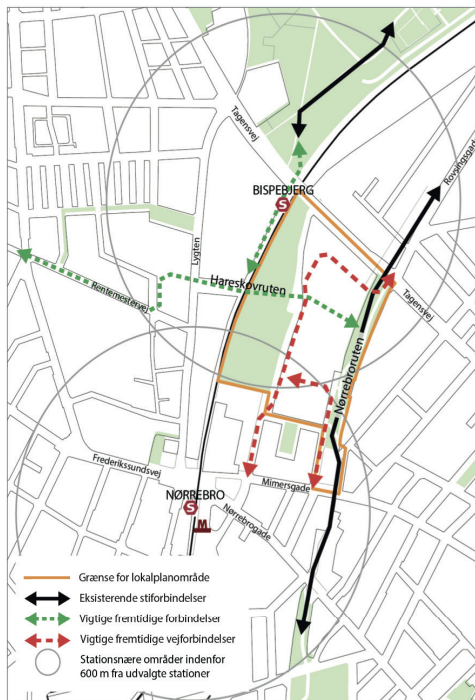 Tagensvej
Rovsingsgade
BISPEBJERG
S
Lygten
Hareskovruten
Rentemestervej
Tagensvej
Nørrebroruten
Frederikssundsvej
Mimersgade
NØRREBRO
S
M
Nørrebrogade
Grænse for lokalplanområde
Eksisterende stiforbindelser
Vigtige fremtidige forbindelser
Vigtige fremtidige vejforbindelser
Stationsnære områder indenfor
600 m fra udvalgte stationer